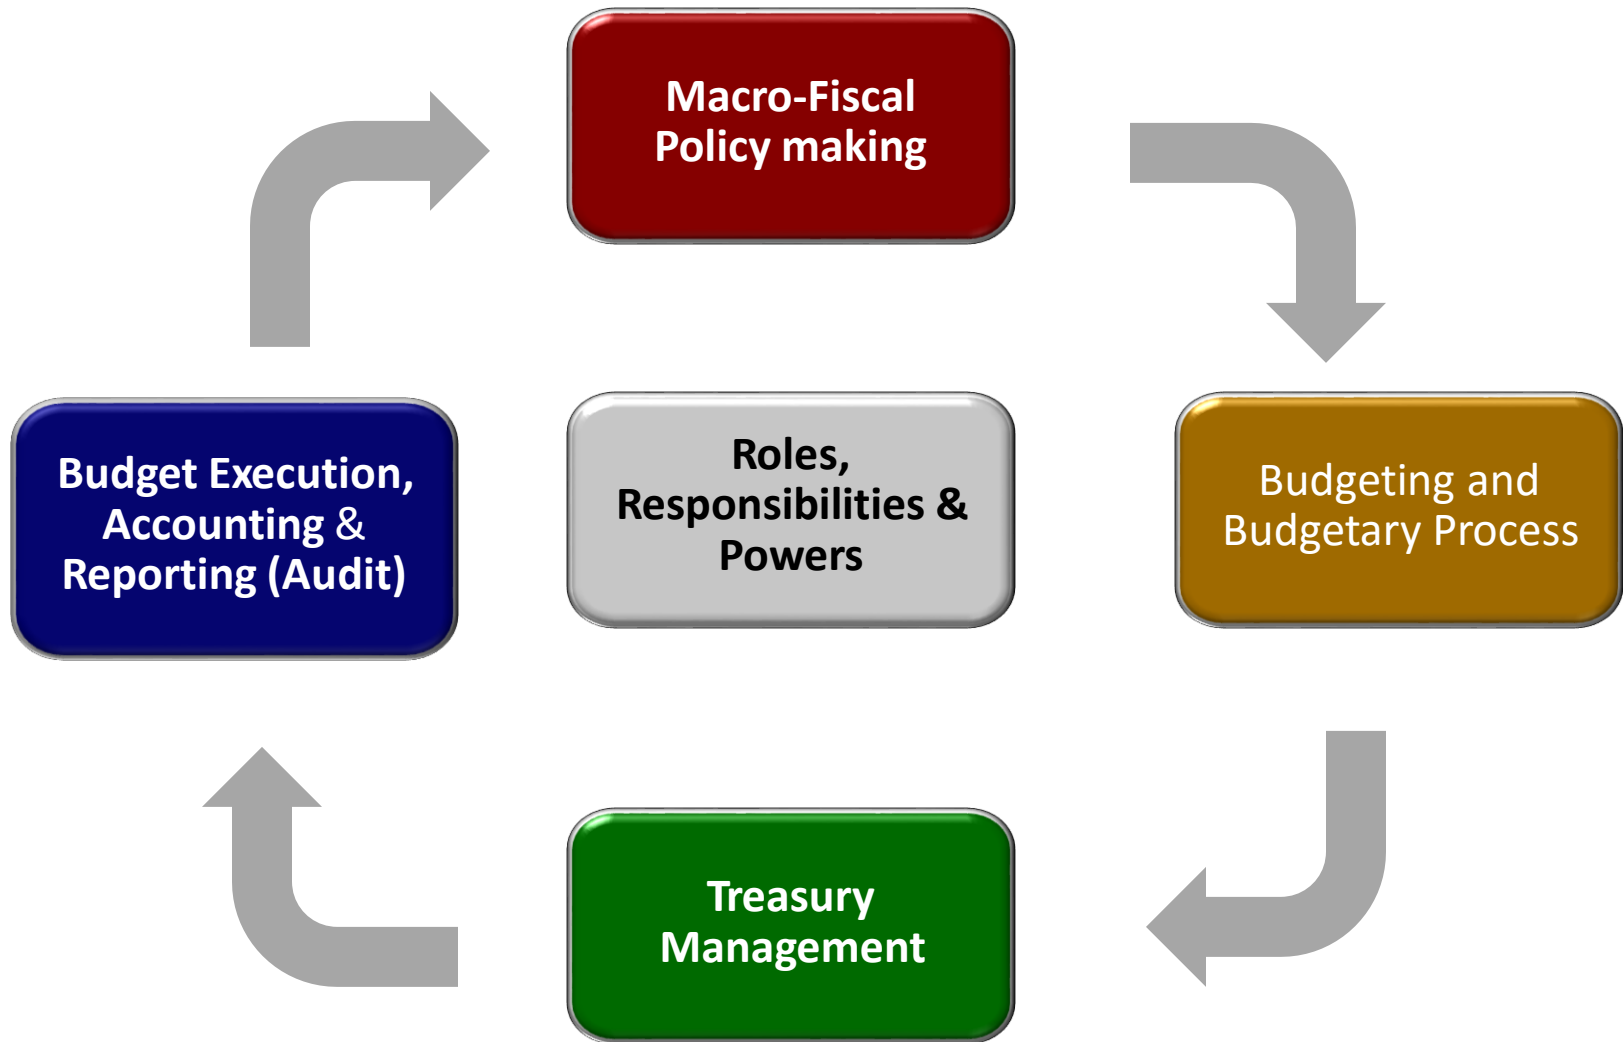 Macro-Fiscal
Policy making
Budget Execution,
Accounting &
Reporting (Audit)
Roles,
Responsibilities &
Powers
Budgeting and
Budgetary Process
Treasury
Management